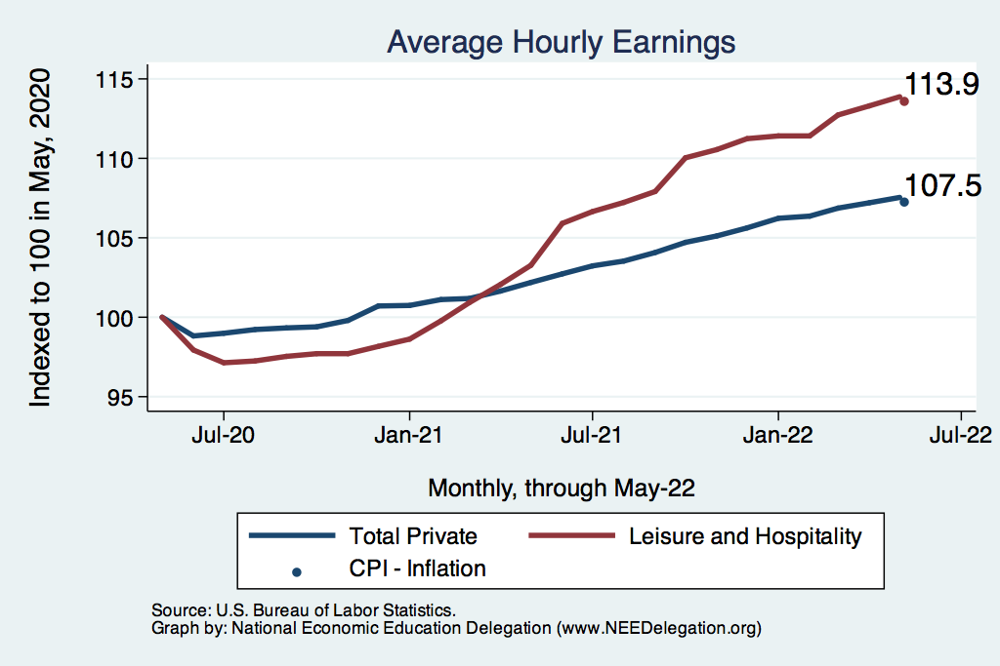 Average Hourly Earnings
Indexed to 100 in May, 2020
115
110
105
100
95
113.9
107.5
Jul-20 Jan-21 Jul-21 Jan-22 Jul-22
Monthly, through May-22
Total Private Leisure and Hospitality
CPI - Inflation
Source: U.S. Bureau of Labor Statistics.
Graph by: National Economic Education Delegation (www.NEEDelegation.org)